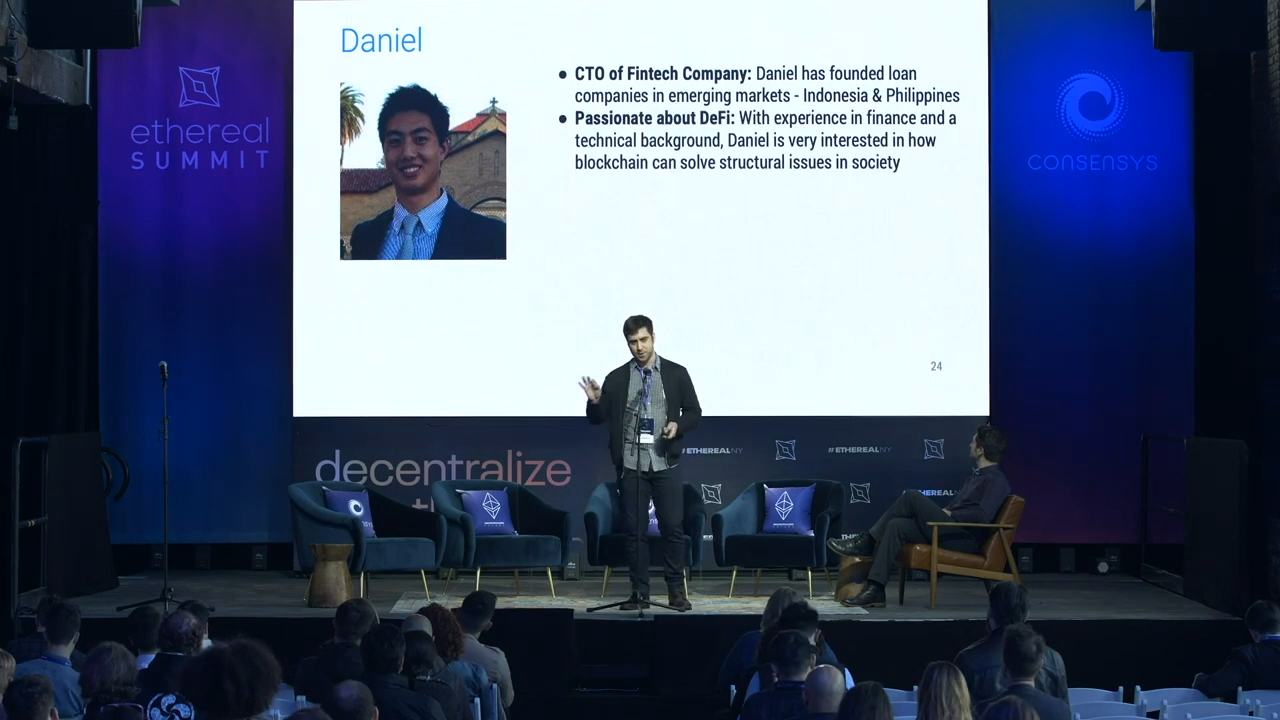 Daniel
● CTO of Fintech Company: Daniel has founded loan
companies in emerging markets - Indonesia & Philippines
● Passionate about DeFi: With experience in finance and a
technical background, Daniel is very interested in how
blockchain can solve structural issues in society
24
ethereal
SUMMIT
CONSENSYS
decentralize
#ETHEREALNY
#ETHEREALNY